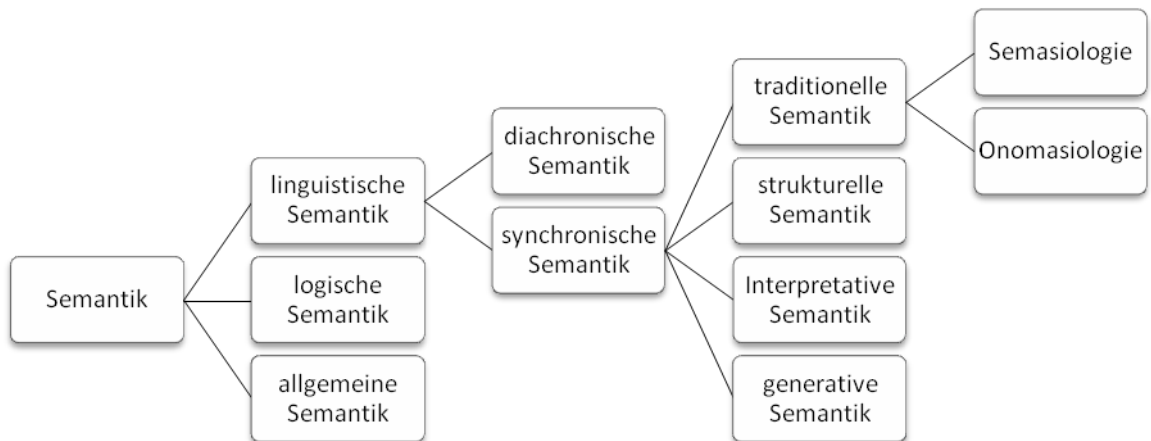 Semantik
linguistische
Semantik
logische
Semantik
allgemeine
Semantik
diachronische
Semantik
synchronische
Semantik
traditionelle
Semantik
strukturelle
Semantik
Interpretative
Semantik
generative
Semantik
Semasiologie
Onomasiologie